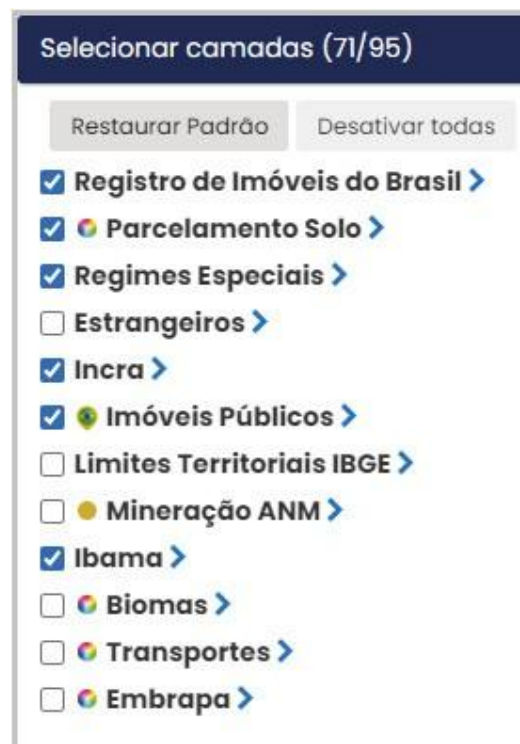 Selecionar camadas (71/95)
Restaurar Padrão Desativar todas
Registro de Imóveis do Brasil
Parcelamento Solo
Regimes Especiais
Estrangeiros
Incra
Imóveis Públicos
Limites Territoriais IBGE
Mineração ANM
Ibama
Biomas
Transportes
Embrapa